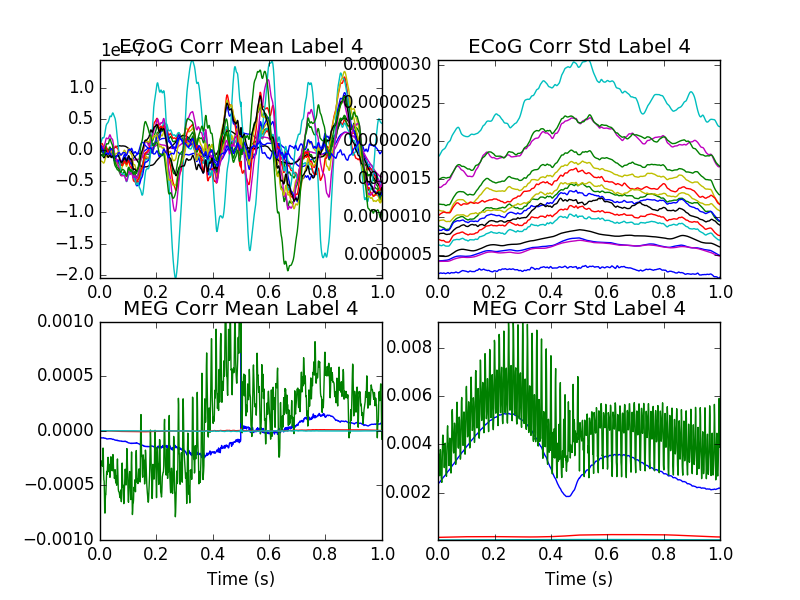 1e−7
ECoG Corr Mean Label 4
1.0
0.5
0.0
−0.5
−1.0
−1.5
−2.0
0.0 0.2 0.4 0.6 0.8 1.0
ECoG Corr Std Label 4
0.0000030
0.0000025
0.0000020
0.0000015
0.0000010
0.0000005
0.0 0.2 0.4 0.6 0.8 1.0
MEG Corr Mean Label 4
0.0010
0.0005
0.0000
−0.0005
−0.0010
0.0 0.2 0.4 0.6 0.8 1.0
Time (s)
MEG Corr Std Label 4
0.008
0.006
0.004
0.002
0.0 0.2 0.4 0.6 0.8 1.0
Time (s)